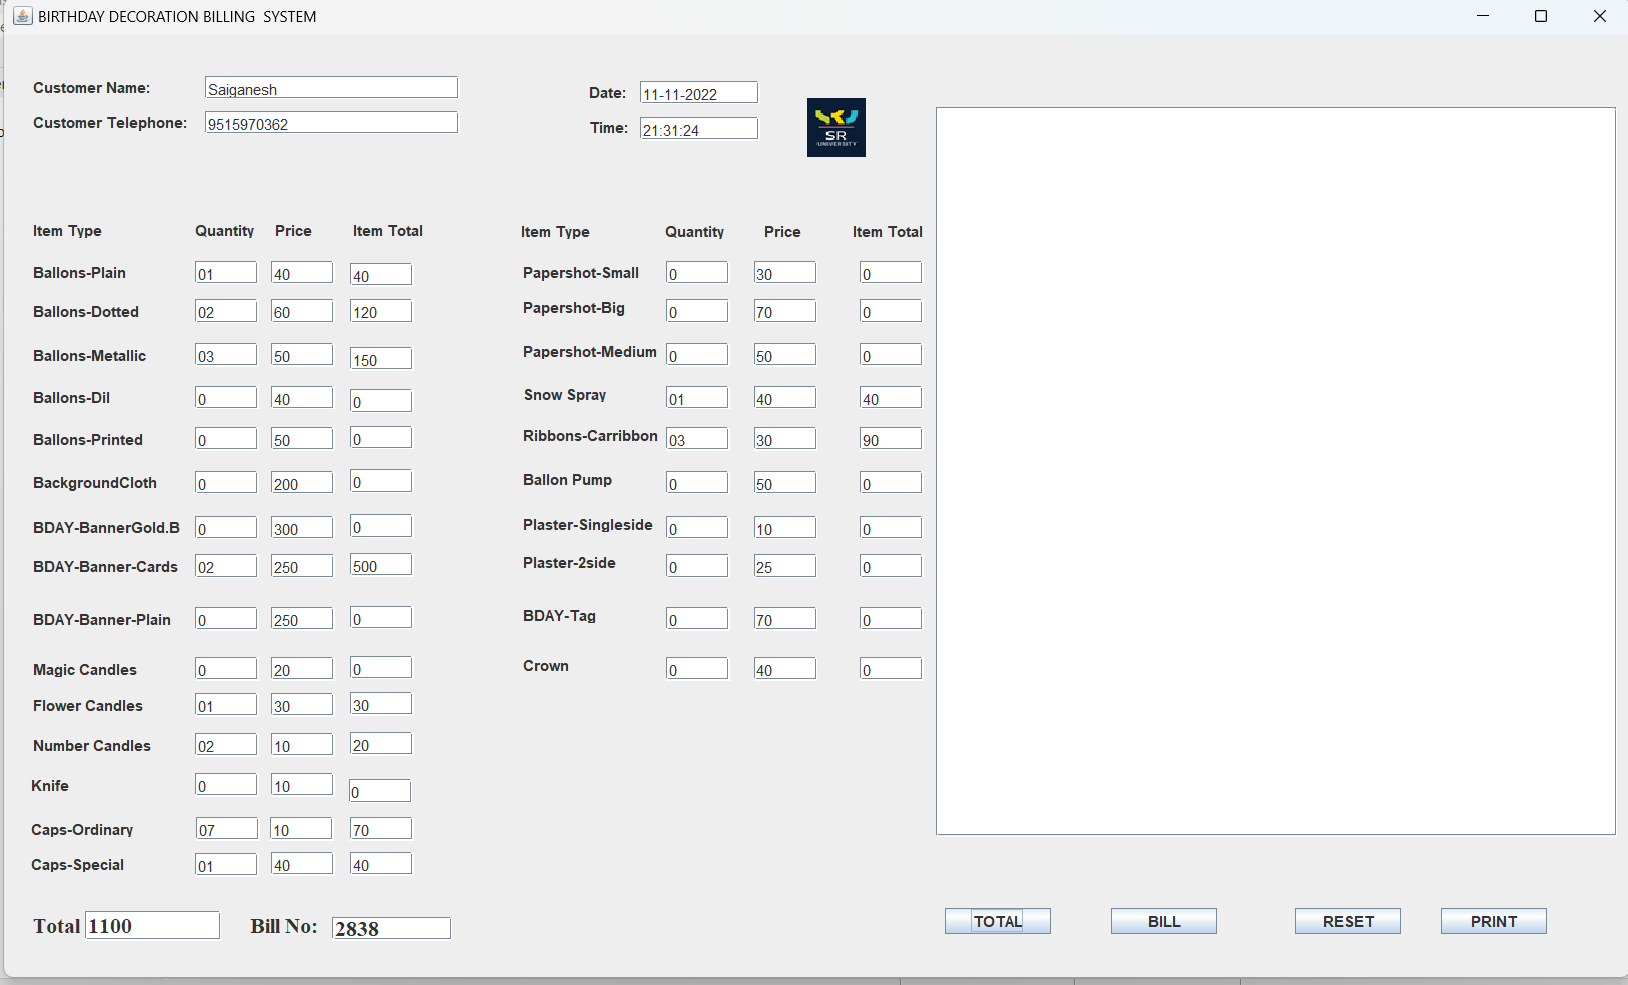 BIRTHDAY DECORATION BILLING  SYSTEM
Customer Name: Saiganesh Date: 11-11-2022
Customer Telephone: 9515970362 Time: 21:31:24
SR
UNIVERSITY
Item Type Quantity Price Item Total Item Type Quantity Price Item Total
Ballons-Plain 01 40 40 Papershot-Small 0 30 0
Ballons-Dotted 02 60 120 Papershot-Big 0 70 0
Ballons-Metallic 03 50 150 Papershot-Medium 0 50 0
Ballons-Dil 0 40 0 Snow Spray 01 40 40
Ballons-Printed 0 50 0 Ribbons-Carribbon 03 30 90
BackgroundCloth 0 200 0 Ballon Pump 0 50 0
BDAY-BannerGold.B 0 300 0 Plaster-Singleside 0 10 0
BDAY-Banner-Cards 02 250 500 Plaster-2side 0 25 0
BDAY-Banner-Plain 0 250 0 BDAY-Tag 0 70 0
Magic Candles 0 20 0 Crown 0 40 0
Flower Candles 01 30 30
Number Candles 02 10 20
Knife 0 10 0
Caps-Ordinary 07 10 70
Caps-Special 01 40 40
Total 1100 Bill No: 2838 TOTAL BILL RESET PRINT